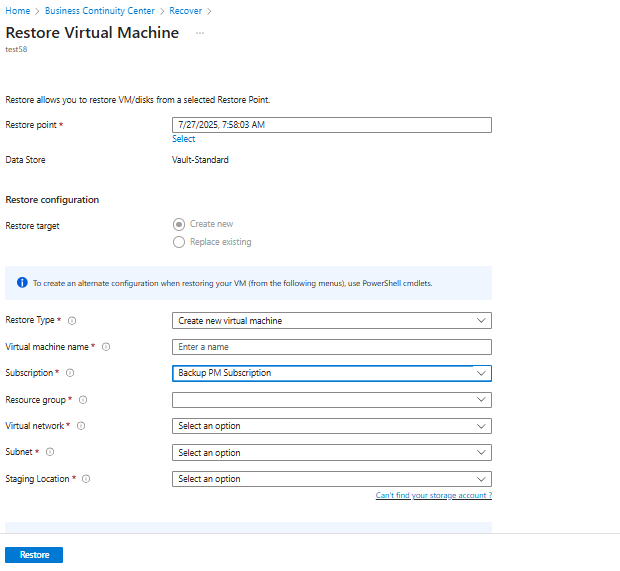 Home > Business Continuity Center > Recover >
Restore Virtual Machine ...
test58
Restore allows you to restore VM/disks from a selected Restore Point.
Restore point * 7/27/2025, 7:58:03 AM
Select
Data Store Vault-Standard
Restore configuration
Restore target Create new
Replace existing
To create an alternate configuration when restoring your VM (from the following menus), use PowerShell cmdlets.
Restore Type * Create new virtual machine
Virtual machine name * Enter a name
Subscription * Backup PM Subscription
Resource group *
Virtual network * Select an option
Subnet * Select an option
Staging Location * Select an option
Can't find your storage account ?
Restore